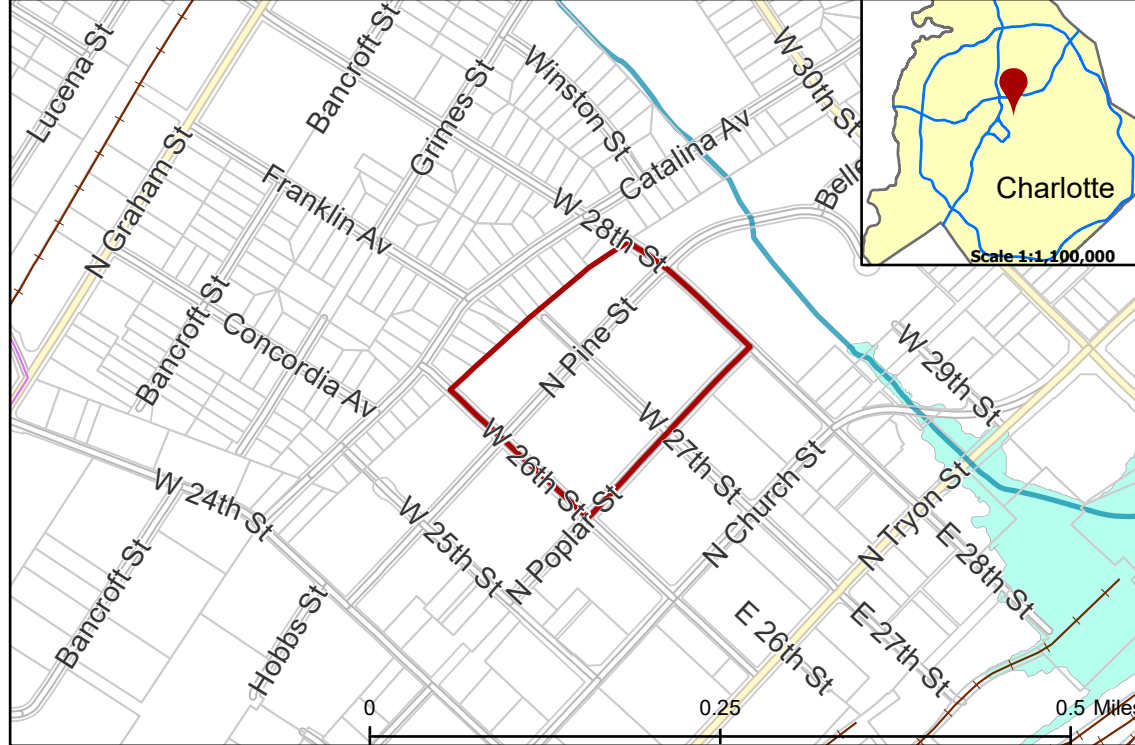 Lucena St
Bancroft St
Grimes St
Winston St
W 30th St
Catalina Av
Belle
N Graham St
Franklin Av
W 28th St
Charlotte
Scale 1:1,100,000
Bancroft St
Concordia Av
N Pine St
W 29th St
W 26th St
W 27th St
N Church St
N Tryon St
W 24th St
W 25th St
N Poplar St
E 28th St
Bancroft St
Hobbs St
E 26th St
E 27th St
0
0.25
0.5 Miles